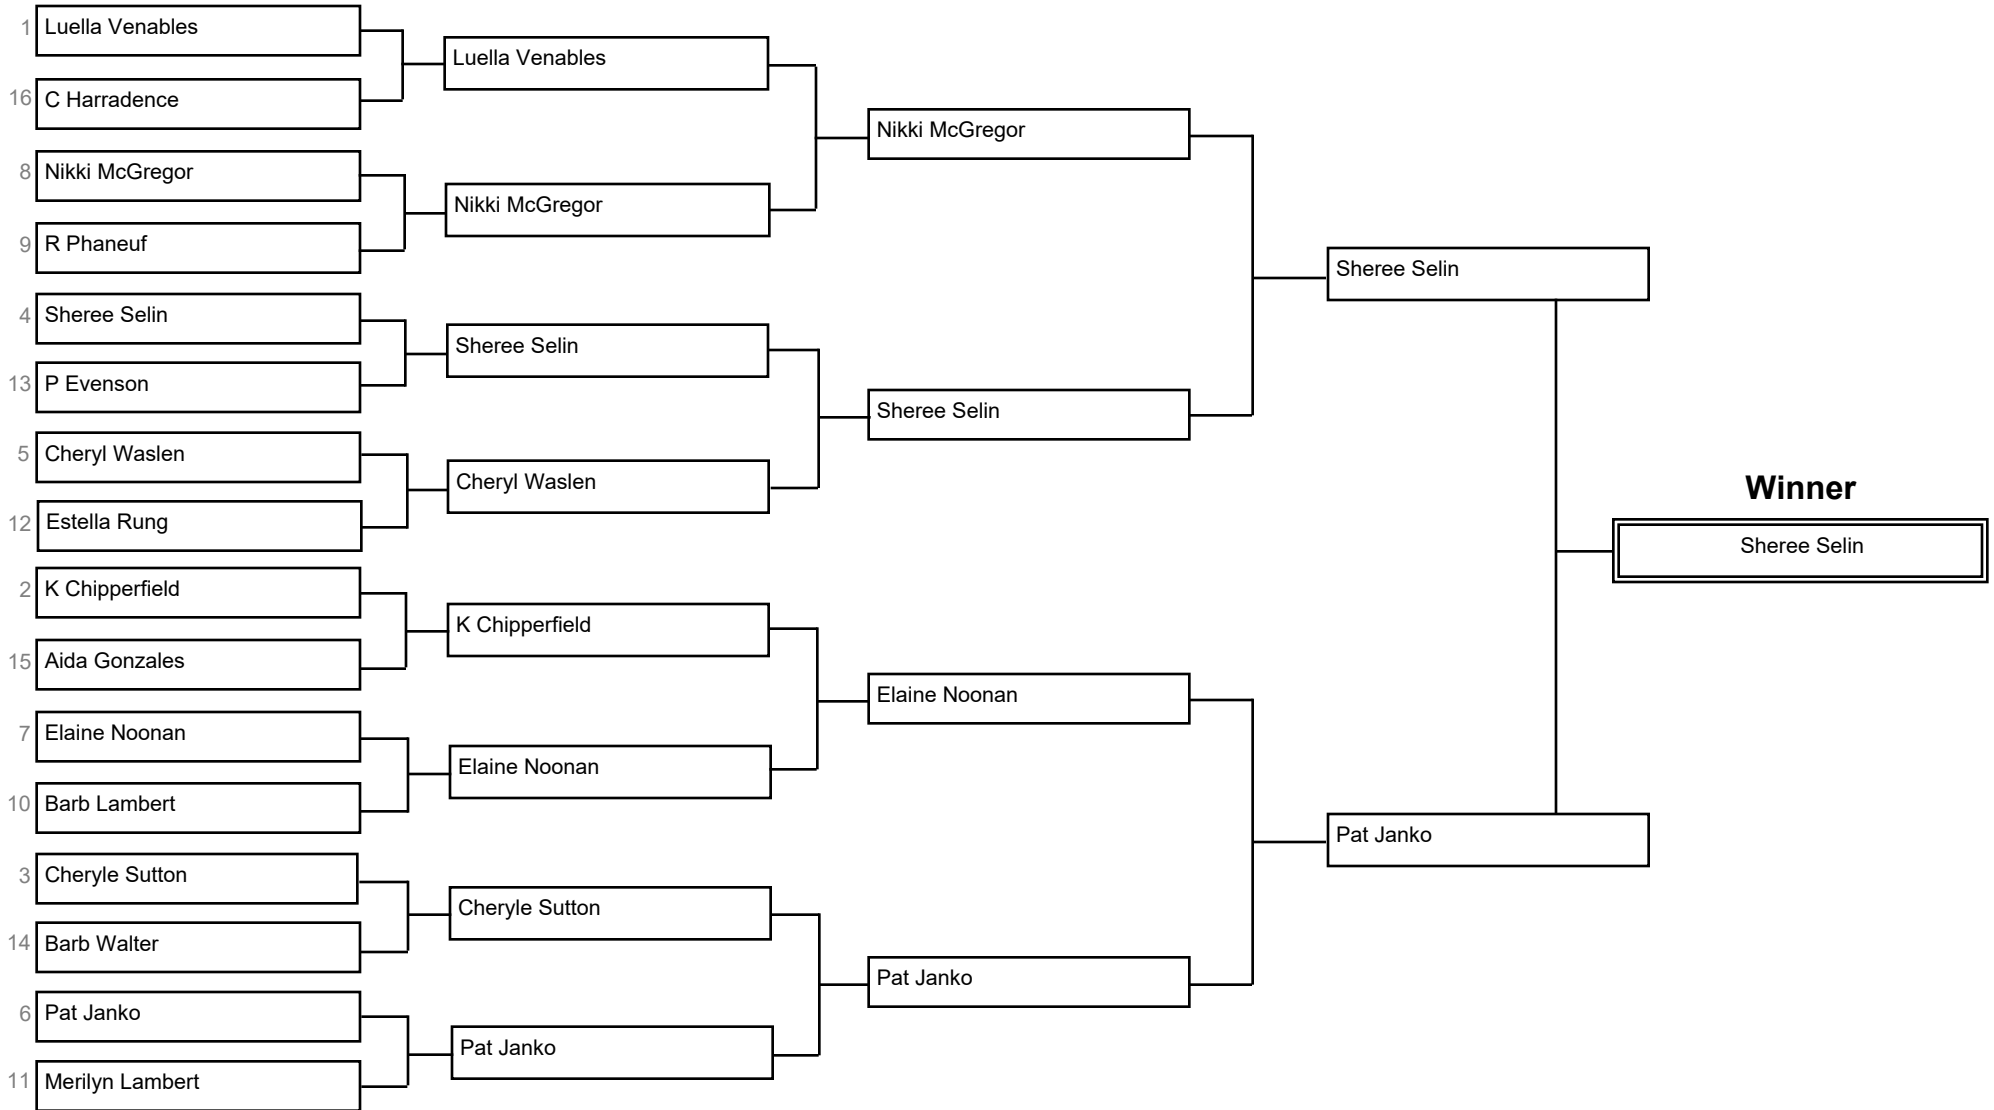 1 Luella Venables
16 C Harradence
8 Nikki McGregor
9 R Phaneuf
4 Sheree Selin
13 P Evenson
5 Cheryl Waslen
12 Estella Rung
2 K Chipperfield
15 Aida Gonzales
7 Elaine Noonan
10 Barb Lambert
3 Cheryle Sutton
14 Barb Walter
6 Pat Janko
11 Merilyn Lambert
Luella Venables
Nikki McGregor
Sheree Selin
Cheryl Waslen
K Chipperfield
Elaine Noonan
Cheryle Sutton
Pat Janko
Nikki McGregor
Sheree Selin
Elaine Noonan
Pat Janko
Sheree Selin
Pat Janko
Winner
Sheree Selin